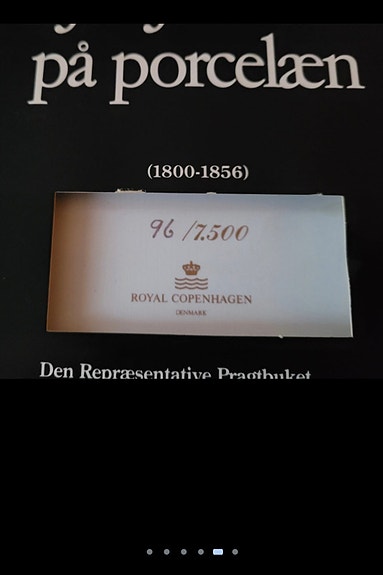 på porcelæn
(1800-1856)
96 /7.500
ROYAL COPENHAGEN
DENMARK
Den Repræsentative Pragtbuket